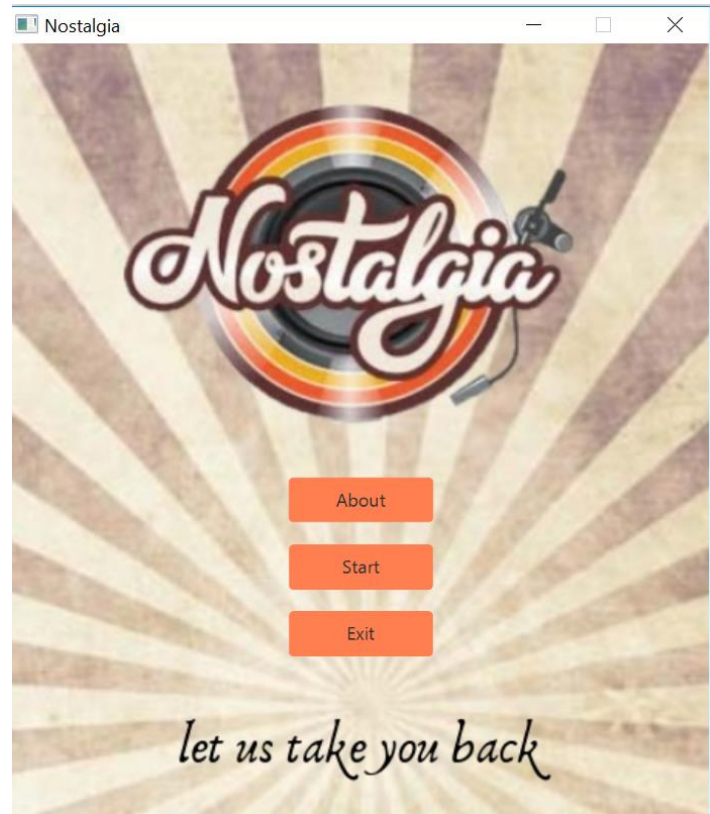 Nostalgia
Nostalgia
About
Start
Exit
let us take you back